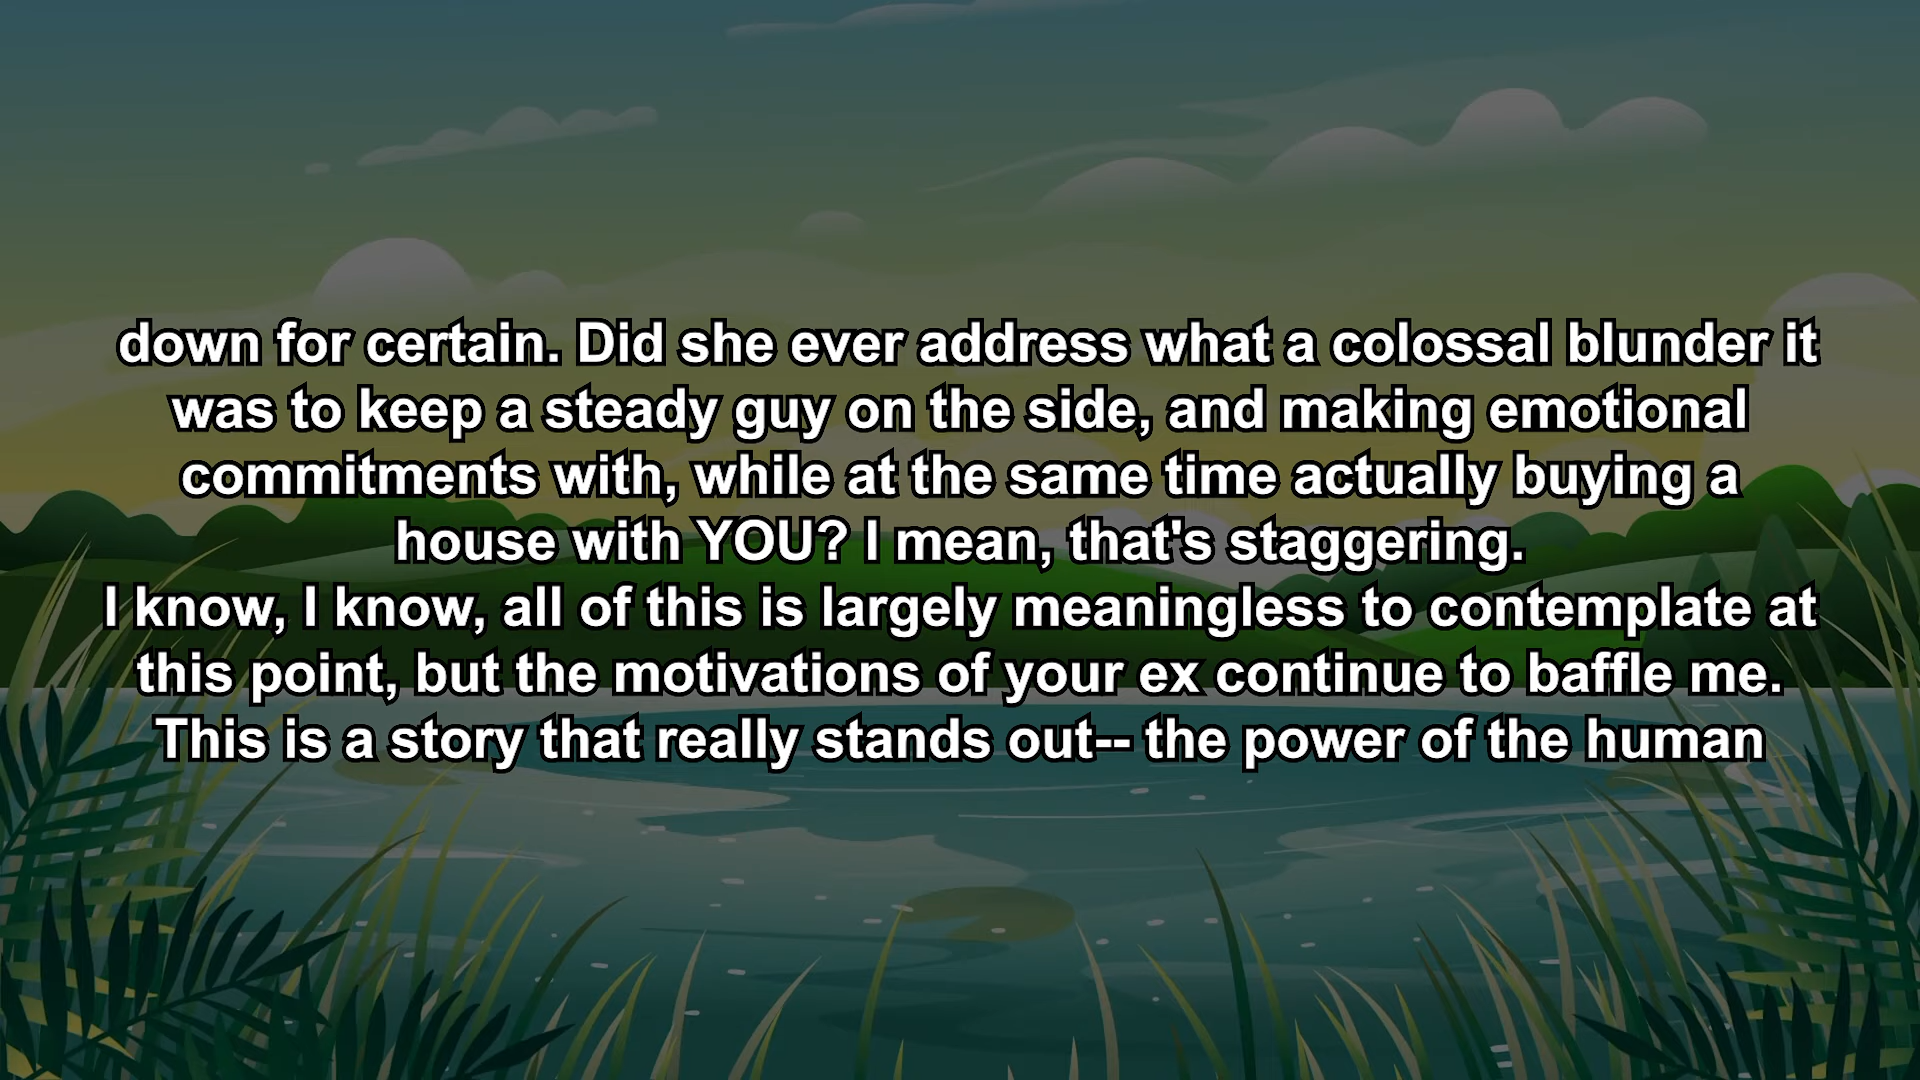 down for certain. Did she ever address what a colossal blunder it
was to keep a steady guy on the side, and making emotional
commitments with, while at the same time actually buying a
house with YOU? I mean, that's staggering.
I know, I know, all of this is largely meaningless to contemplate at
this point, but the motivations of your ex continue to baffle me.
This is a story that really stands out-- the power of the human